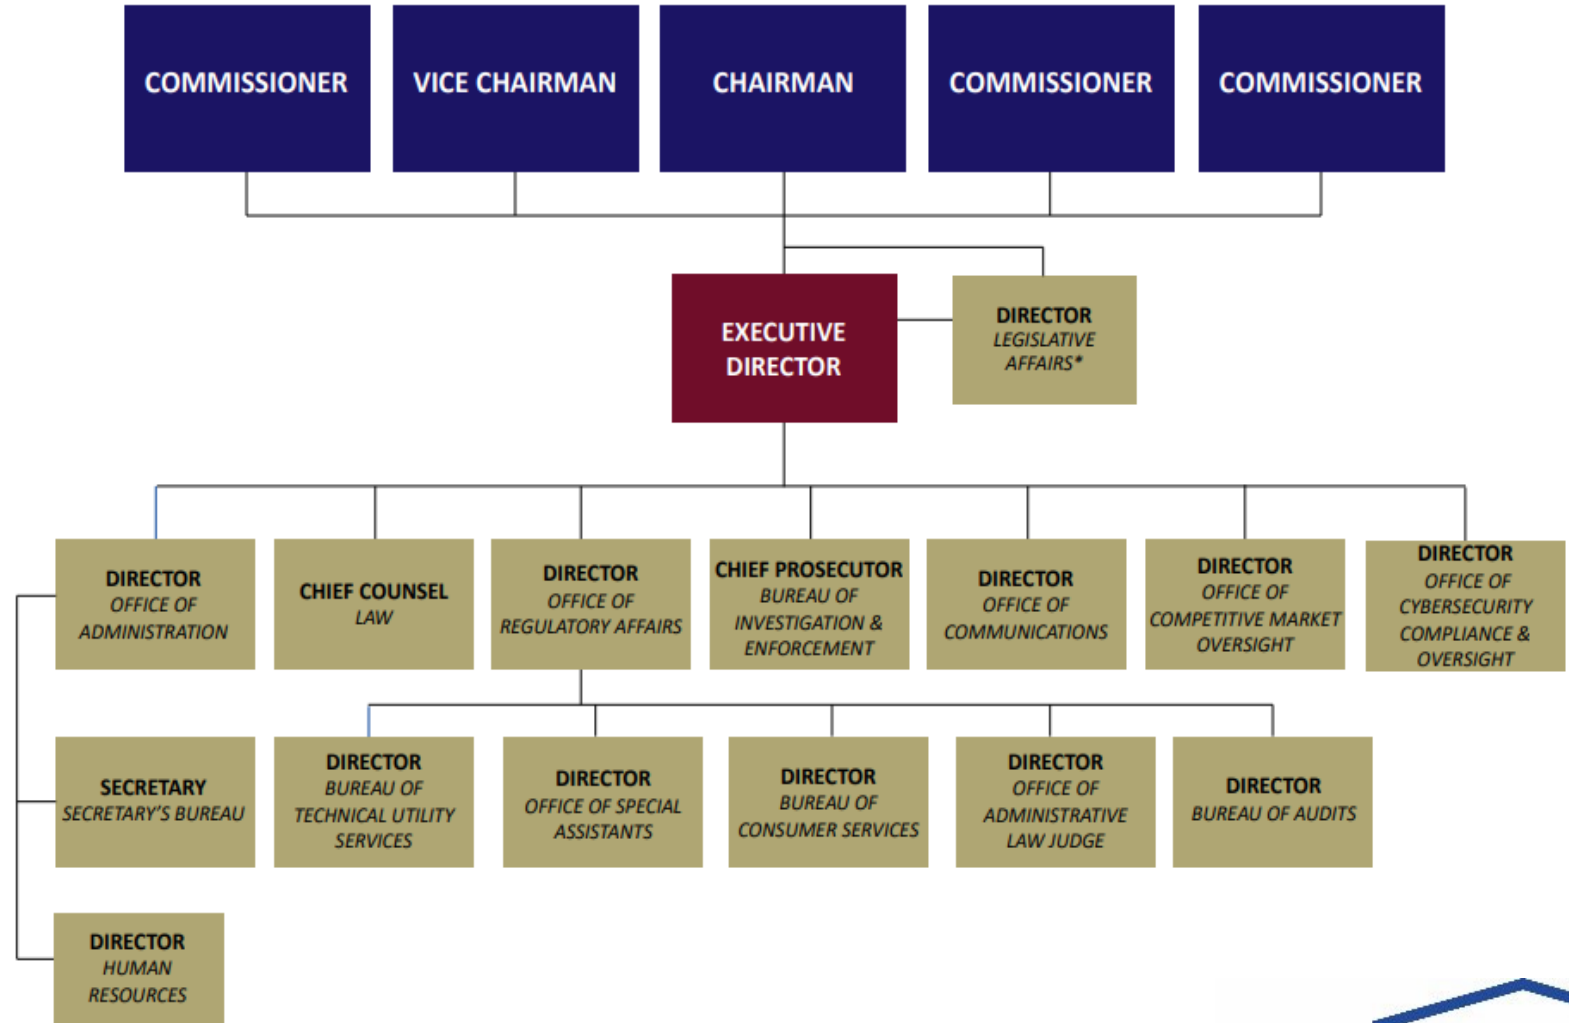 COMMISSIONER
VICE CHAIRMAN
CHAIRMAN
COMMISSIONER
COMMISSIONER
EXECUTIVE
DIRECTOR
DIRECTOR
LEGISLATIVE
AFFAIRS*
DIRECTOR
OFFICE OF
ADMINISTRATION
CHIEF COUNSEL
LAW
DIRECTOR
OFFICE OF
REGULATORY AFFAIRS
CHIEF PROSECUTOR
BUREAU OF
INVESTIGATION &
ENFORCEMENT
DIRECTOR
OFFICE OF
COMMUNICATIONS
DIRECTOR
OFFICE OF
COMPETITIVE MARKET
OVERSIGHT
DIRECTOR
OFFICE OF
CYBERSECURITY
COMPLIANCE &
OVERSIGHT
SECRETARY
SECRETARY’S BUREAU
DIRECTOR
BUREAU OF
TECHNICAL UTILITY
SERVICES
DIRECTOR
OFFICE OF SPECIAL
ASSISTANTS
DIRECTOR
BUREAU OF
CONSUMER SERVICES
DIRECTOR
OFFICE OF
ADMINISTRATIVE
LAW JUDGE
DIRECTOR
BUREAU OF AUDITS
DIRECTOR
HUMAN
RESOURCES